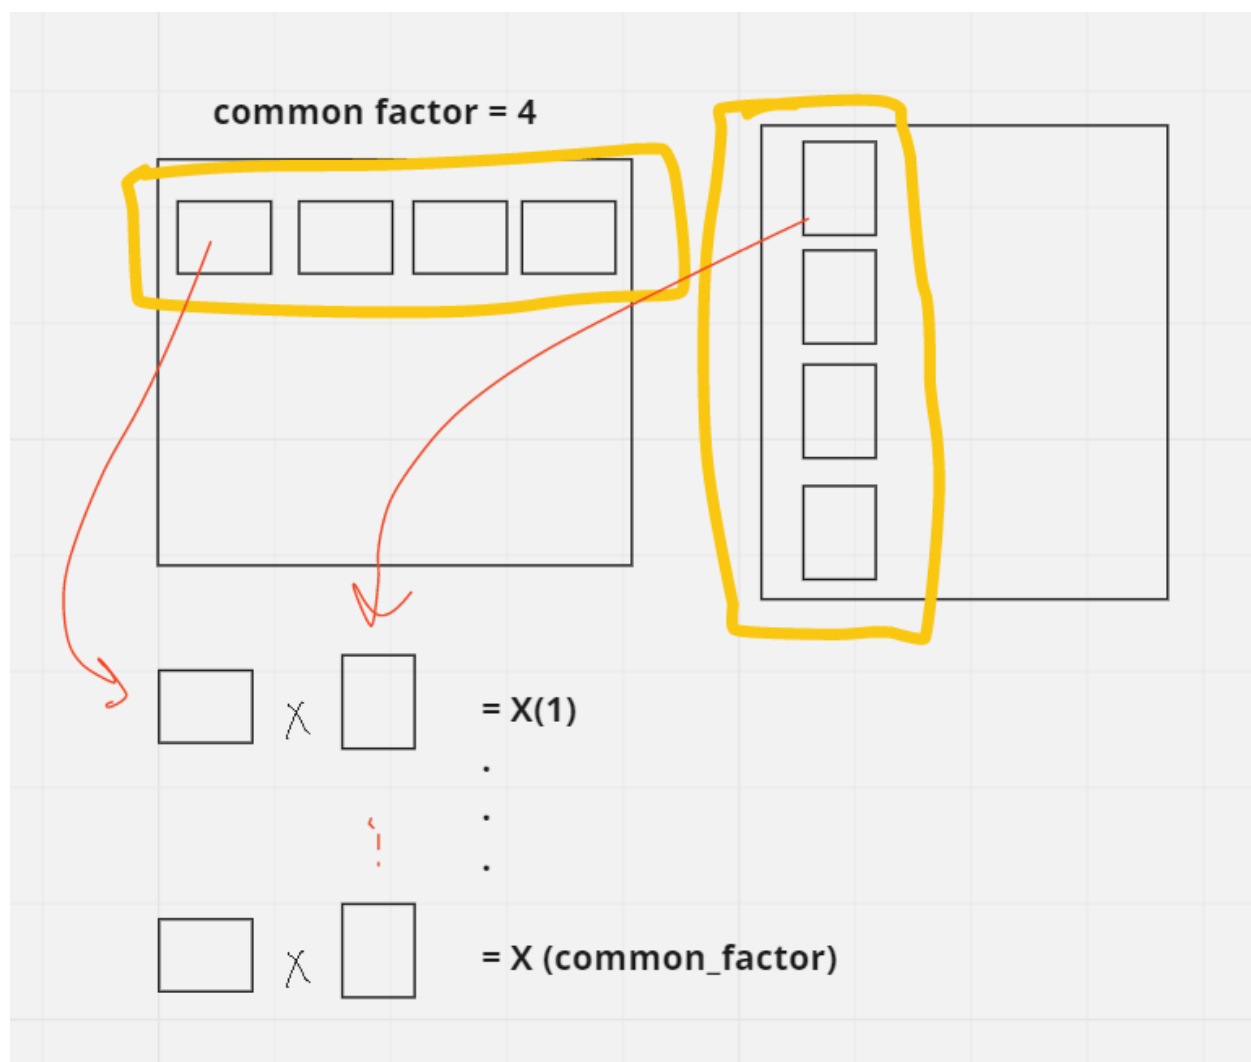 common factor = 4
X = X(1)
.
.
.
X = X (common_factor)